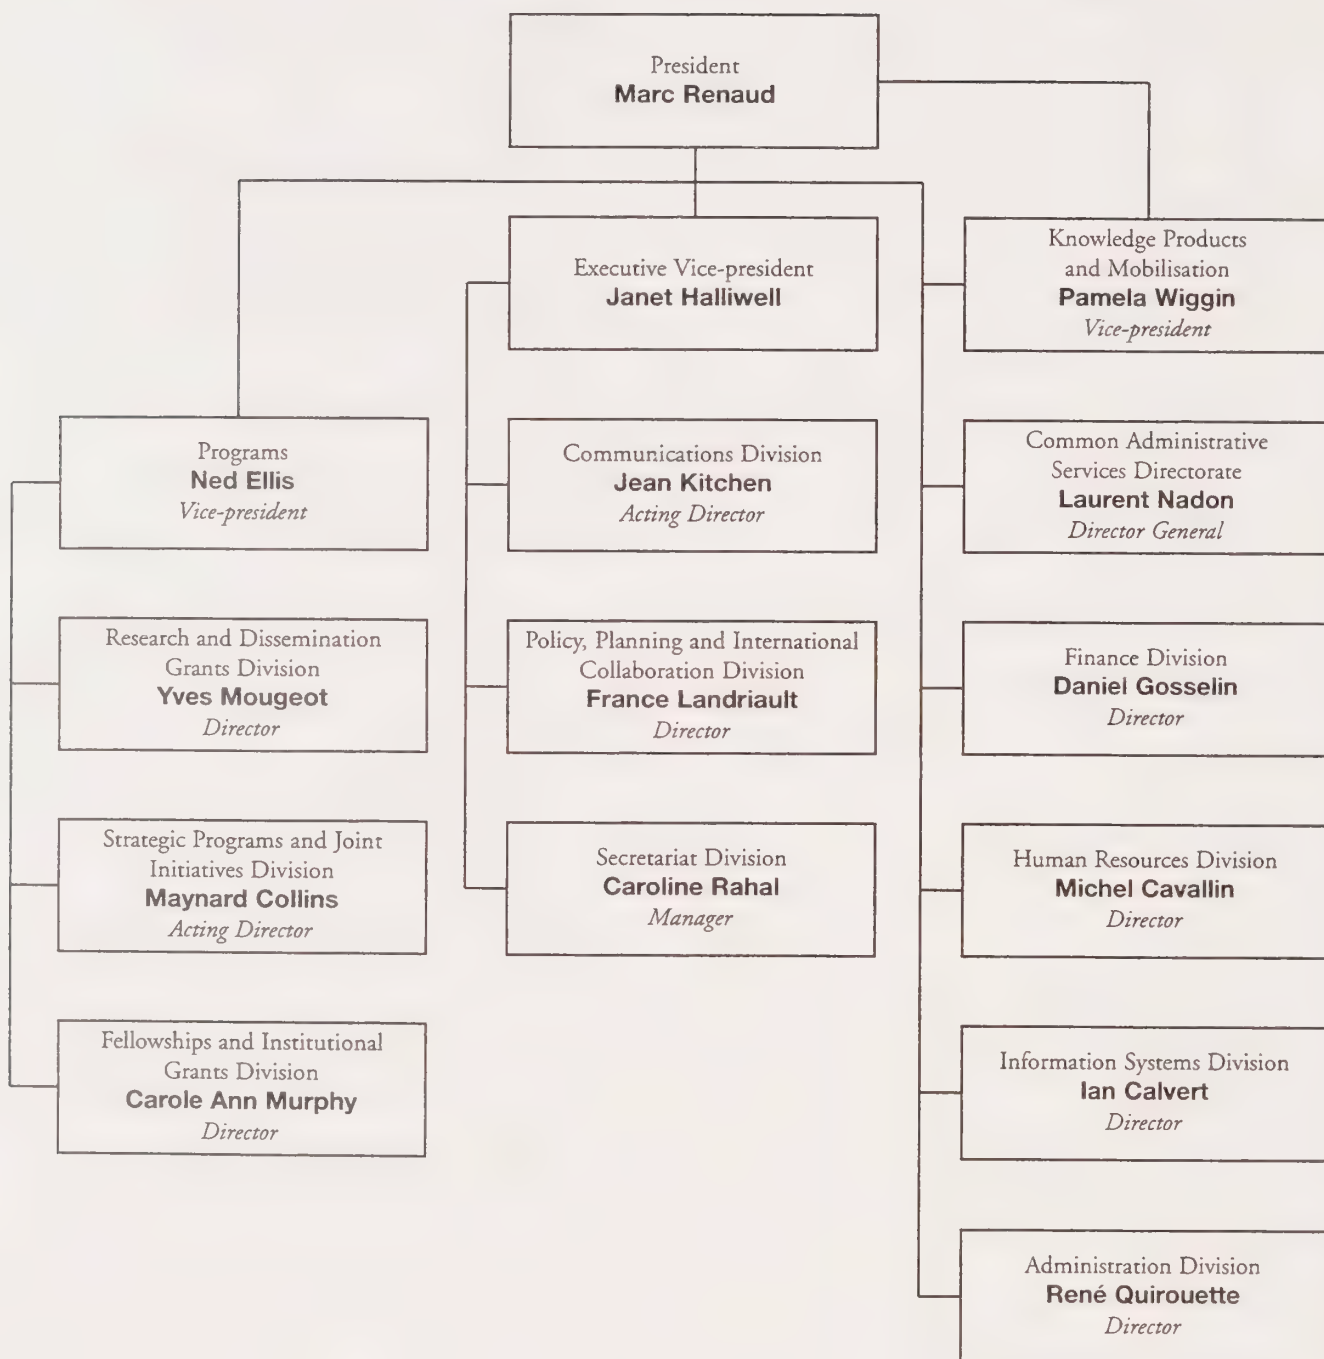 President
Marc Renaud
Executive Vice-president
Janet Halliwell
Knowledge Products
and Mobilisation
Pamela Wiggin
Vice-president
Programs
Ned Ellis
Vice-president
Communications Division
Jean Kitchen
Acting Director
Common Administrative
Services Directorate
Laurent Nadon
Director General
Research and Dissemination
Grants Division
Yves Mougeot
Director
Policy, Planning and International
Collaboration Division
France Landriault
Director
Finance Division
Daniel Gosselin
Director
Strategic Programs and Joint
Initiatives Division
Maynard Collins
Acting Director
Secretariat Division
Caroline Rahal
Manager
Human Resources Division
Michel Cavallin
Director
Fellowships and Institutional
Grants Division
Carole Ann Murphy
Director
Information Systems Division
Ian Calvert
Director
Administration Division
René Quirouette
Director